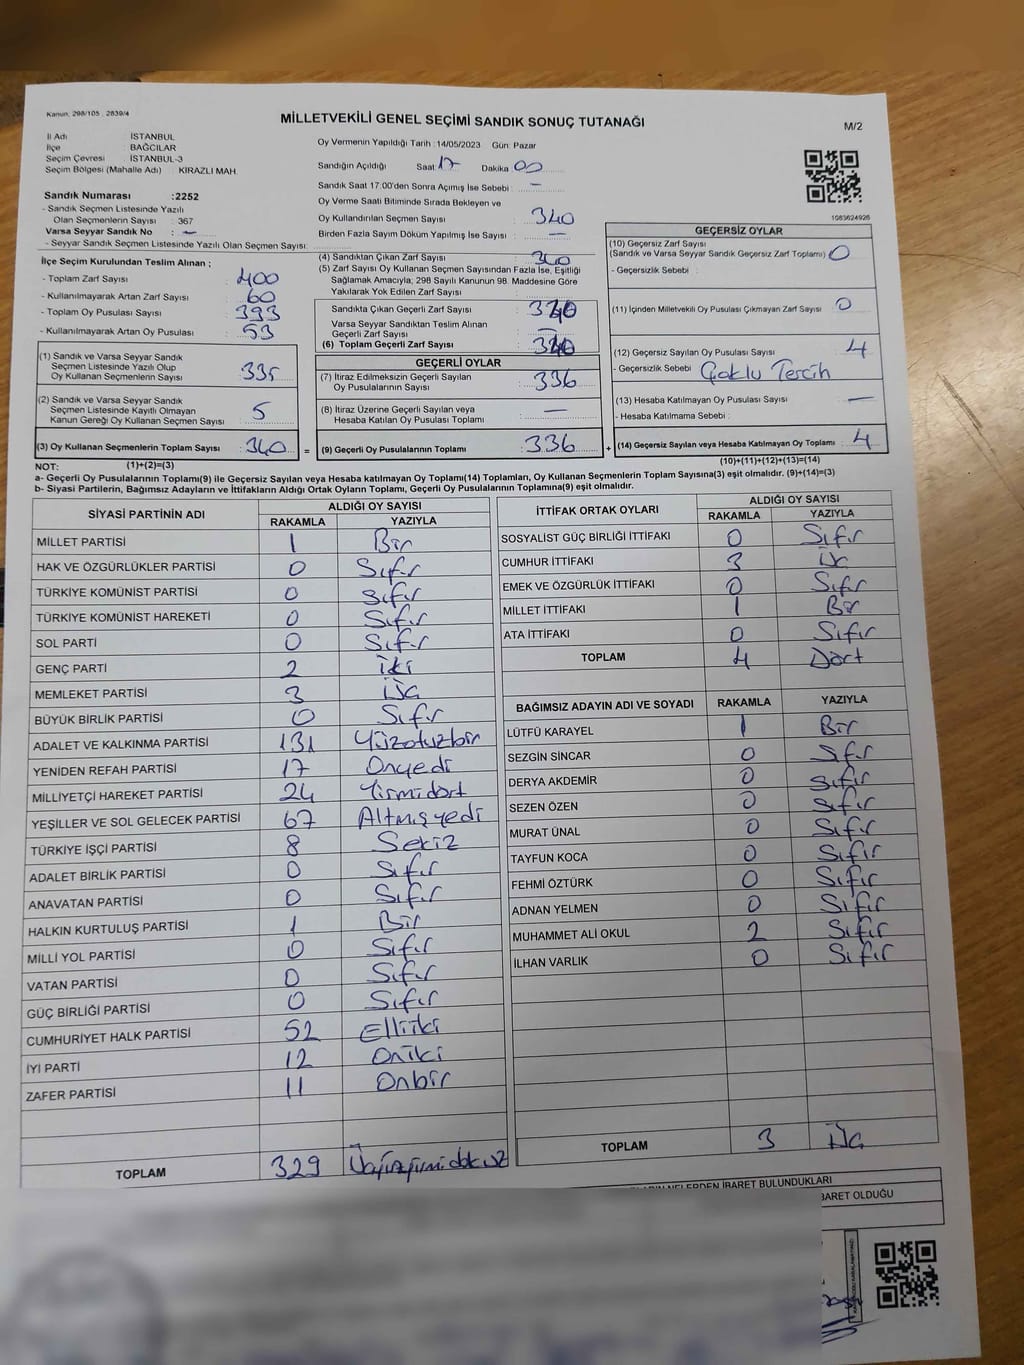 Kanun, 298/105 , 2839/4
MİLLETVEKİLİ GENEL SEÇİMİ SANDIK SONUÇ TUTANAĞI
M/2
İl Adı İSTANBUL
İlçe BAĞCILAR
Seçim Çevresi İSTANBUL-3
Seçim Bölgesi (Mahalle Adı) : KIRAZLI MAH.
Oy Vermenin Yapıldığı Tarih : 14/05/2023 Gün: Pazar
Sandığın Açıldığı Saat: 17 Dakika 00
Sandık Saat 17:00'den Sonra Açımış İse Sebebi : —
Oy Verme Saati Bitiminde Sırada Bekleyen ve
Oy Kullandırılan Seçmen Sayısı : 340
Birden Fazla Sayım Döküm Yapılmış İse Sayısı : —
Sandık Numarası :2252
- Sandık Seçmen Listesinde Yazılı
Olan Seçmenlerin Sayısı : 367
Varsa Seyyar Sandık No : —
- Seyyar Sandık Seçmen Listesinde Yazılı Olan Seçmen Sayısı:
1083624926
İlçe Seçim Kurulundan Teslim Alınan ;
- Toplam Zarf Sayısı : 400
- Kullanılmayarak Artan Zarf Sayısı : 60
- Toplam Oy Pusulası Sayısı : 393
- Kullanılmayarak Artan Oy Pusulası : 53
(1) Sandık ve Varsa Seyyar Sandık
Seçmen Listesinde Yazılı Olup
Oy Kullanan Seçmenlerin Sayısı : 335
(2) Sandık ve Varsa Seyyar Sandık
Seçmen Listesinde Kayıtlı Olmayan
Kanun Gereği Oy Kullanan Seçmen Sayısı : 5
(3) Oy Kullanan Seçmenlerin Toplam Sayısı : 340
(4) Sandıktan Çıkan Zarf Sayısı : 340
(5) Zarf Sayısı Oy Kullanan Seçmen Sayısından Fazla İse, Eşitliği
Sağlamak Amacıyla; 298 Sayılı Kanunun 98. Maddesine Göre
Yakılarak Yok Edilen Zarf Sayısı :
Sandıkta Çıkan Geçerli Zarf Sayısı : 340
Varsa Seyyar Sandıktan Teslim Alınan
Geçerli Zarf Sayısı : —
(6) Toplam Geçerli Zarf Sayısı : 340
GEÇERLİ OYLAR
(7) İtiraz Edilmeksizin Geçerli Sayılan
Oy Pusulalarının Sayısı : 336
(8) İtiraz Üzerine Geçerli Sayılan veya
Hesaba Katılan Oy Pusulası Toplamı : —
= (9) Geçerli Oy Pusulalarının Toplamı : 336
GEÇERSİZ OYLAR
(10) Geçersiz Zarf Sayısı
(Sandık ve Varsa Seyyar Sandık Geçersiz Zarf Toplamı) : 0
- Geçersizlik Sebebi :
(11) İçinden Milletvekili Oy Pusulası Çıkmayan Zarf Sayısı : 0
(12) Geçersiz Sayılan Oy Pusulası Sayısı : 4
- Geçersizlik Sebebi Çoklu Tercih
(13) Hesaba Katılmayan Oy Pusulası Sayısı : —
- Hesaba Katılmama Sebebi :
+ (14) Geçersiz Sayılan veya Hesaba Katılmayan Oy Toplamı : 4
NOT: (1)+(2)=(3)
(10)+(11)+(12)+(13)=(14)
a- Geçerli Oy Pusulalarının Toplamı(9) ile Geçersiz Sayılan veya Hesaba katılmayan Oy Toplamı(14) Toplamları, Oy Kullanan Seçmenlerin Toplam Sayısına(3) eşit olmalıdır. (9)+(14)=(3)
b- Siyasi Partilerin, Bağımsız Adayların ve İttifakların Aldığı Ortak Oyların Toplamı, Geçerli Oy Pusulalarının Toplamına(9) eşit olmalıdır.
SİYASİ PARTİNİN ADI ALDIĞI OY SAYISI
RAKAMLA YAZIYLA
MİLLET PARTİSİ 1 Bir
HAK VE ÖZGÜRLÜKLER PARTİSİ 0 Sıfır
TÜRKİYE KOMÜNİST PARTİSİ 0 Sıfır
TÜRKİYE KOMÜNİST HAREKETİ 0 Sıfır
SOL PARTİ 0 Sıfır
GENÇ PARTİ 2 iki
MEMLEKET PARTİSİ 3 Üç
BÜYÜK BİRLİK PARTİSİ 0 Sıfır
ADALET VE KALKINMA PARTİSİ 131 Yüzotuzbir
YENİDEN REFAH PARTİSİ 17 Onyedi
MİLLİYETÇİ HAREKET PARTİSİ 24 Yirmidört
YEŞİLLER VE SOL GELECEK PARTİSİ 67 Altmışyedi
TÜRKİYE İŞÇİ PARTİSİ 8 Sekiz
ADALET BİRLİK PARTİSİ 0 Sıfır
ANAVATAN PARTİSİ 0 Sıfır
HALKIN KURTULUŞ PARTİSİ 1 Bir
MİLLİ YOL PARTİSİ 0 Sıfır
VATAN PARTİSİ 0 Sıfır
GÜÇ BİRLİĞİ PARTİSİ 0 Sıfır
CUMHURİYET HALK PARTİSİ 52 Elliiki
İYİ PARTİ 12 Oniki
ZAFER PARTİSİ 11 Onbir
TOPLAM 329 Üçyüzyirmidokuz
İTTİFAK ORTAK OYLARI ALDIĞI OY SAYISI
RAKAMLA YAZIYLA
SOSYALİST GÜÇ BİRLİĞİ İTTİFAKI 0 Sıfır
CUMHUR İTTİFAKI 3 Üç
EMEK VE ÖZGÜRLÜK İTTİFAKI 0 Sıfır
MİLLET İTTİFAKI 1 Bir
ATA İTTİFAKI 0 Sıfır
TOPLAM 4 Dört
BAĞIMSIZ ADAYIN ADI VE SOYADI RAKAMLA YAZIYLA
LÜTFÜ KARAYEL 1 Bir
SEZGİN SİNCAR 0 Sıfır
DERYA AKDEMİR 0 Sıfır
SEZEN ÖZEN 0 Sıfır
MURAT ÜNAL 0 Sıfır
TAYFUN KOCA 0 Sıfır
FEHMİ ÖZTÜRK 0 Sıfır
ADNAN YELMEN 0 Sıfır
MUHAMMET ALİ OKUL 2 Sıfır
İLHAN VARLIK 0 Sıfır
TOPLAM 3 Üç
NELERDEN İBARET BULUNDUKLARI
BARET OLDUĞU